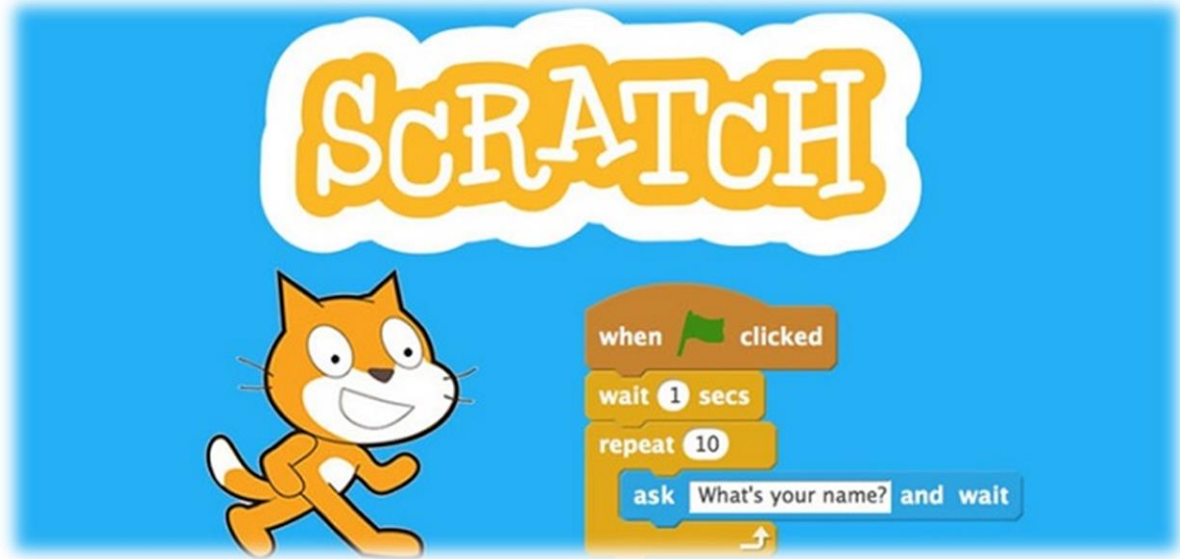 SCRATCH
when clicked
wait 1 secs
repeat 10
ask What's your name? and wait